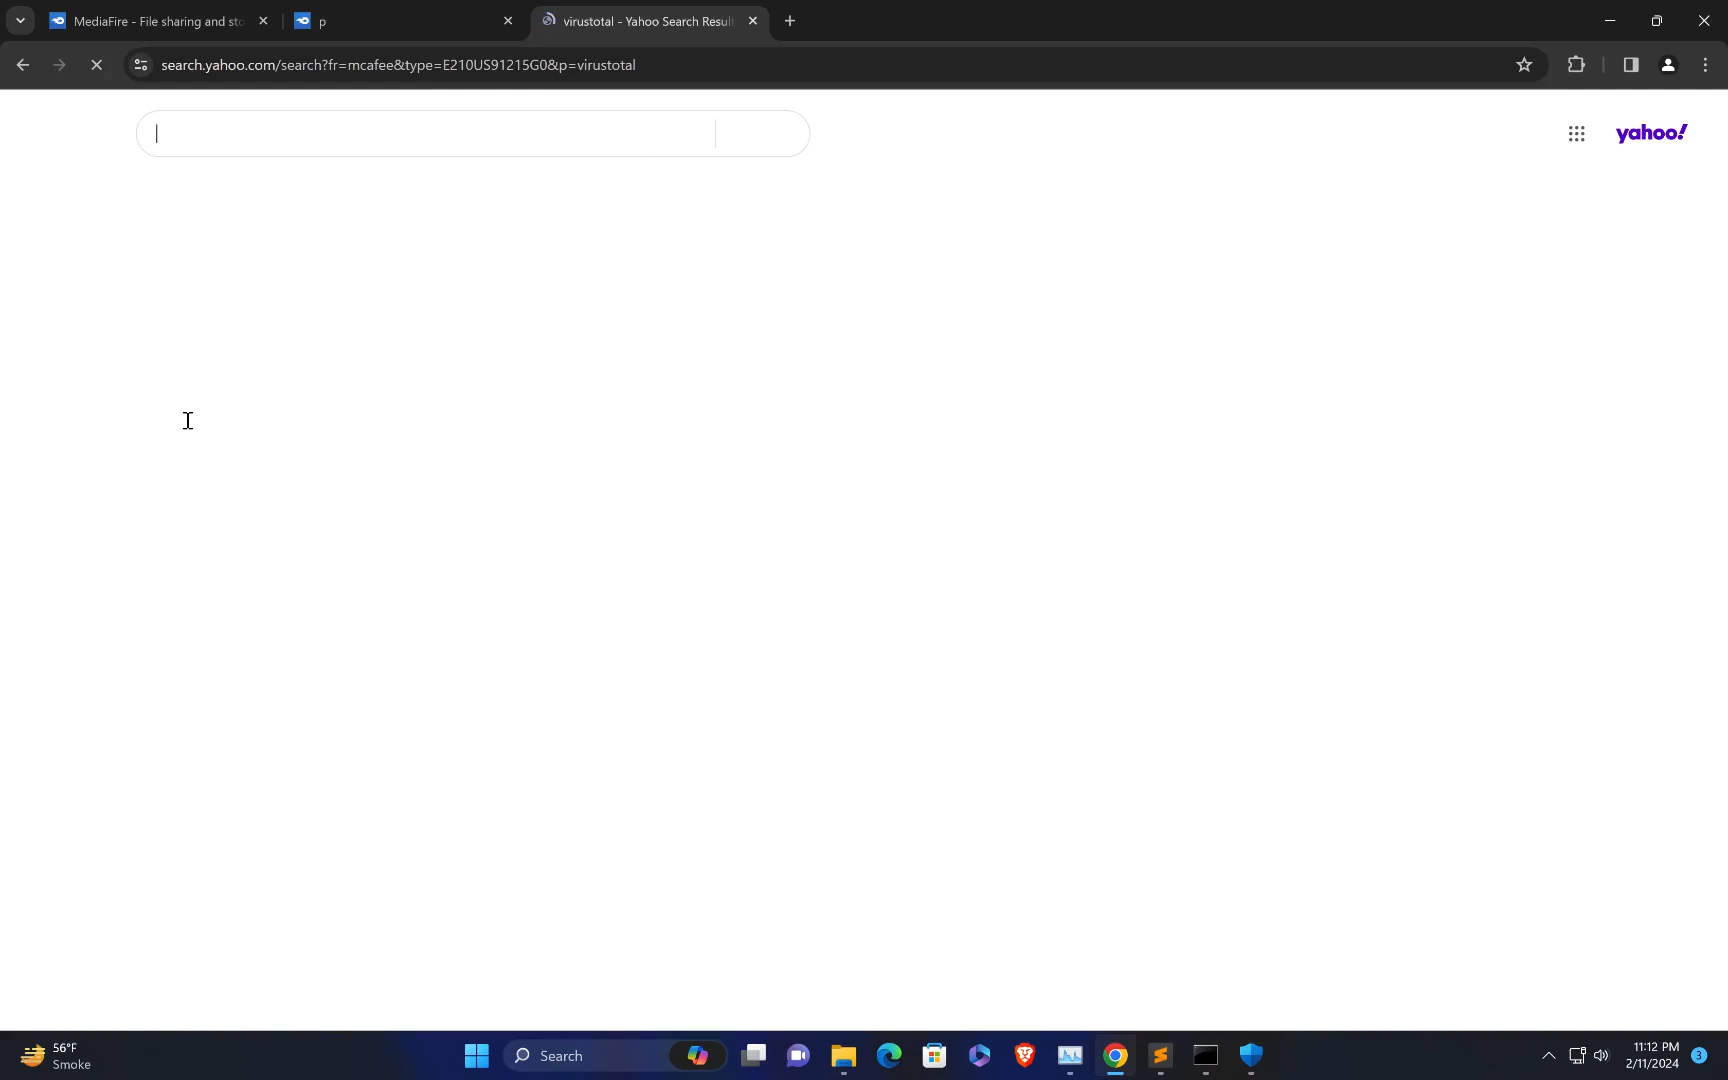 MediaFire - File sharing and sto
p
virustotal - Yahoo Search Result
search.yahoo.com/search?fr=mcafee&type=E210US91215G0&p=virustotal
yahoo!
56°F
Smoke
Search
11:12 PM
2/11/2024
3